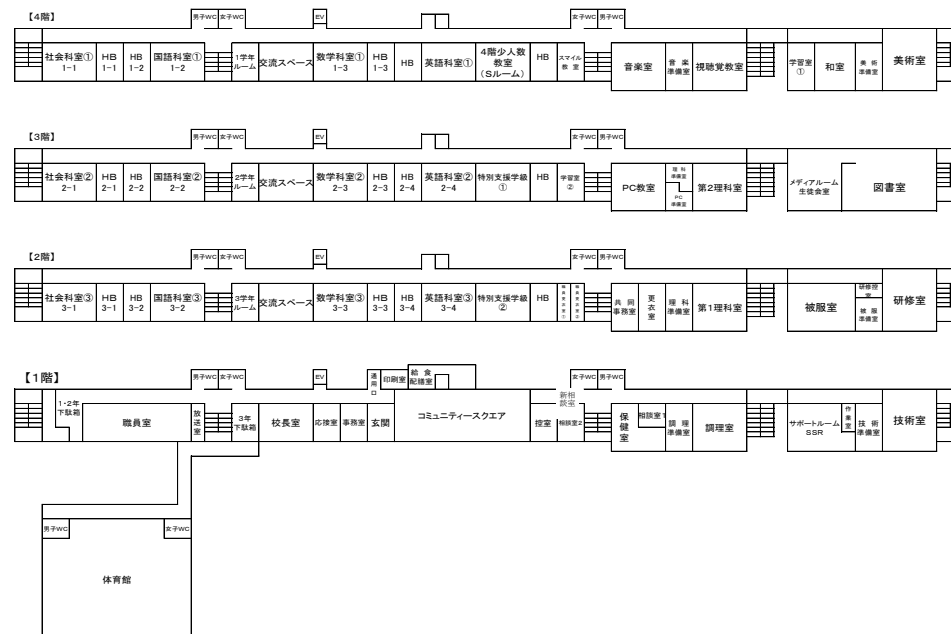 【4階】
男子WC 女子WC EV 女子WC 男子WC
社会科室① 1-1
HB 1-1
HB 1-2
国語科室① 1-2
1学年 ルーム
交流スペース
数学科室① 1-3
HB 1-3
HB
英語科室①
4階少人数 教室 (Sルーム)
HB
スマイル 教室
音楽室
音楽 準備室
視聴覚教室
学習室 ①
和室
美術 準備室
美術室
【3階】
男子WC 女子WC EV 女子WC 男子WC
社会科室② 2-1
HB 2-1
HB 2-2
国語科室② 2-2
2学年 ルーム
交流スペース
数学科室② 2-3
HB 2-3
HB 2-4
英語科室② 2-4
特別支援学級 ①
HB
学習室 ②
PC教室
理科 準備室
PC 準備室
第2理科室
メディアルーム 生徒会室
図書室
【2階】
男子WC 女子WC EV 女子WC 男子WC
社会科室③ 3-1
HB 3-1
HB 3-2
国語科室③ 3-2
3学年 ルーム
交流スペース
数学科室③ 3-3
HB 3-3
HB 3-4
英語科室③ 3-4
特別支援学級 ②
HB
共同 事務室
更衣室
理科 準備室
第1理科室
被服室
研修控室
被服 準備室
研修室
【1階】
男子WC 女子WC EV 通用口 印刷室 給食 配膳室 女子WC 男子WC
1・2年 下駄箱
職員室
放送室
3年 下駄箱
校長室
応接室
事務室
玄関
コミュニティースクエア
控室
新相談室
相談室2
保健室
相談室1
調理 準備室
調理室
サポートルーム SSR
作業室
技術 準備室
技術室
男子WC 女子WC
体育館